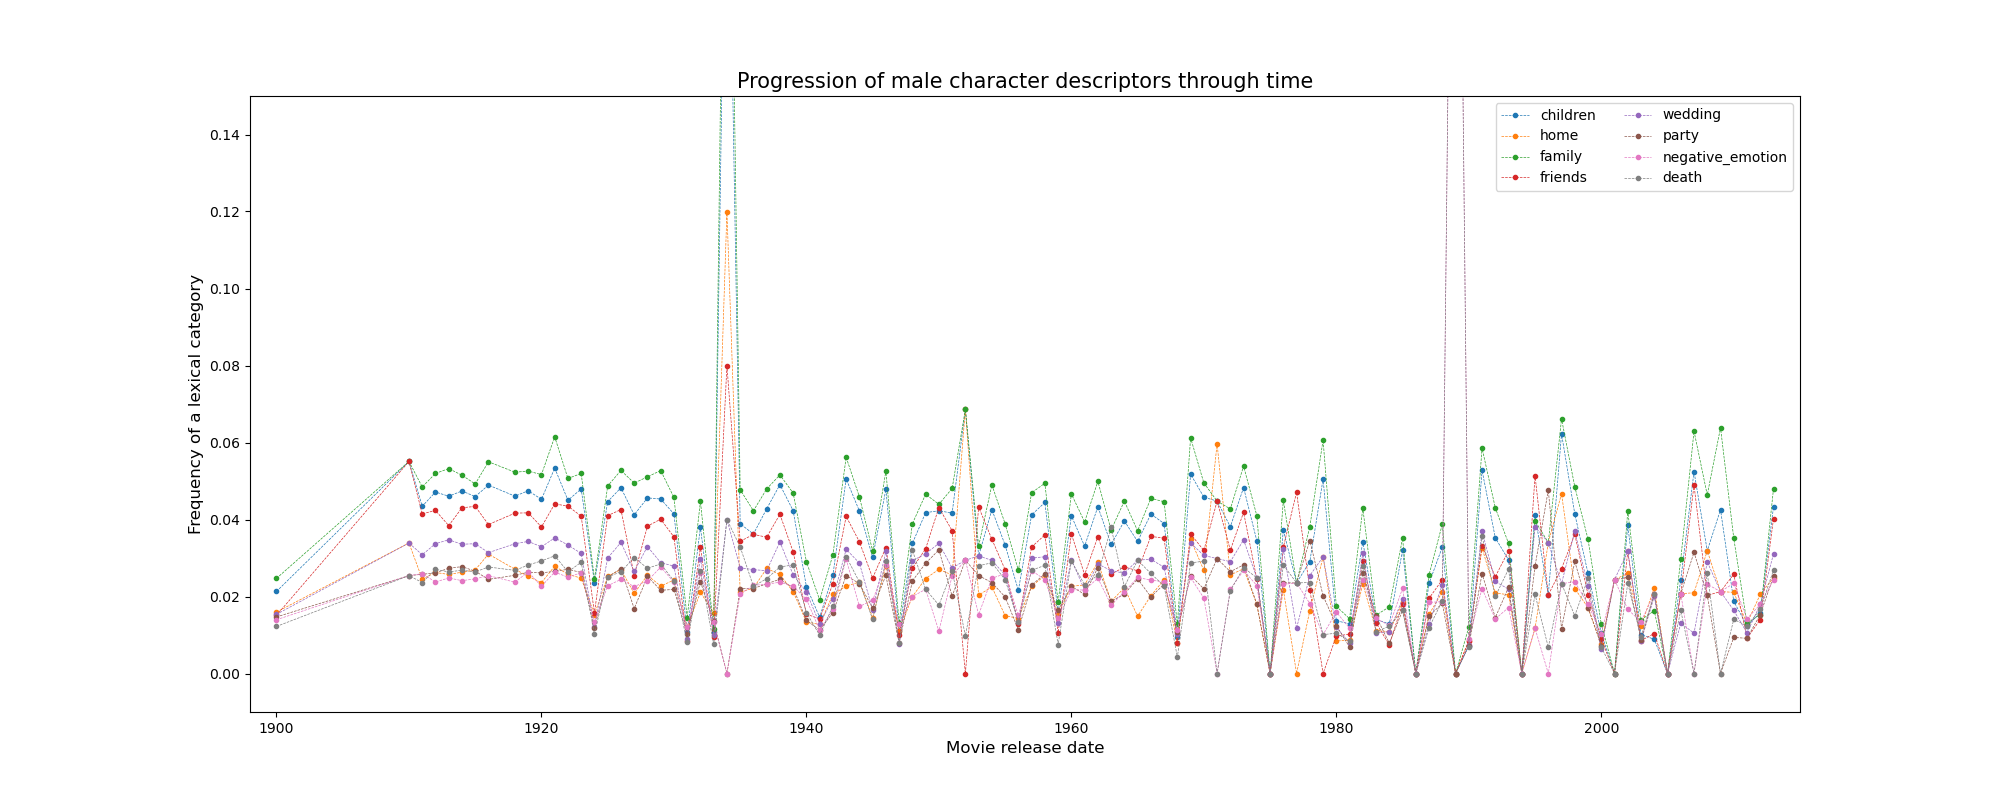 Progression of male character descriptors through time
Frequency of a lexical category
0.14
0.12
0.10
0.08
0.06
0.04
0.02
0.00
children
home
family
friends
wedding
party
negative_emotion
death
1900
1920
1940
1960
1980
2000
Movie release date